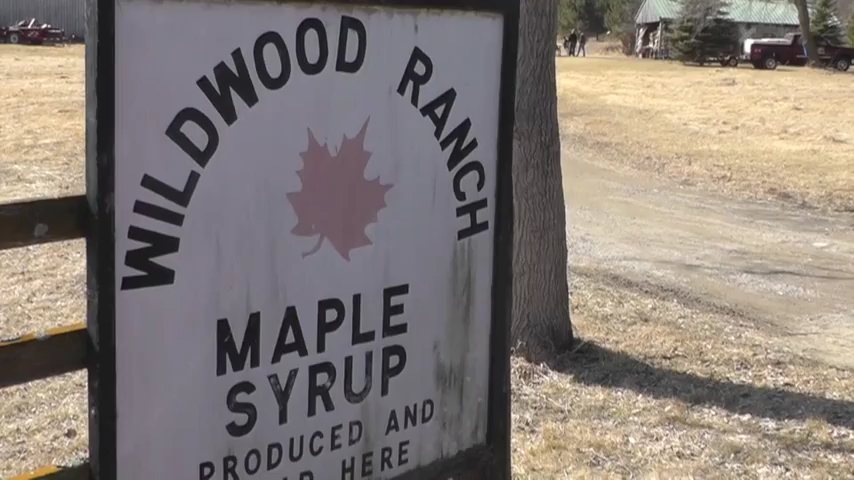 WILDWOOD RANCH
MAPLE
SYRUP
PRODUCED AND
HERE